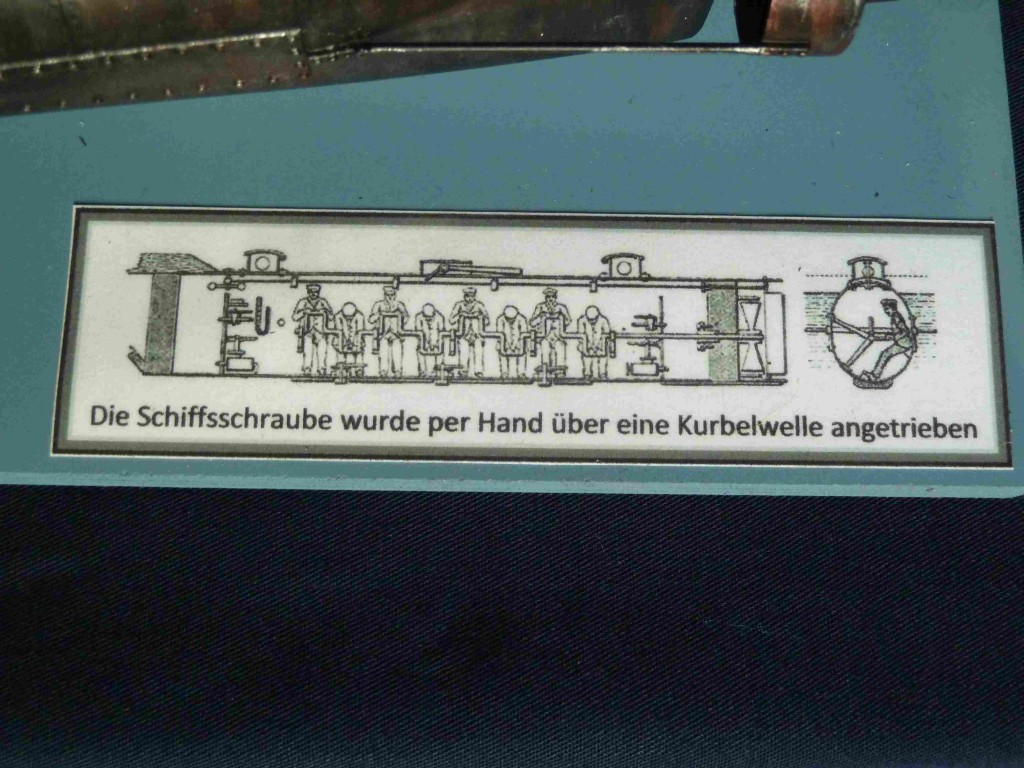 Die Schiffsschraube wurde per Hand über eine Kurbelwelle angetrieben